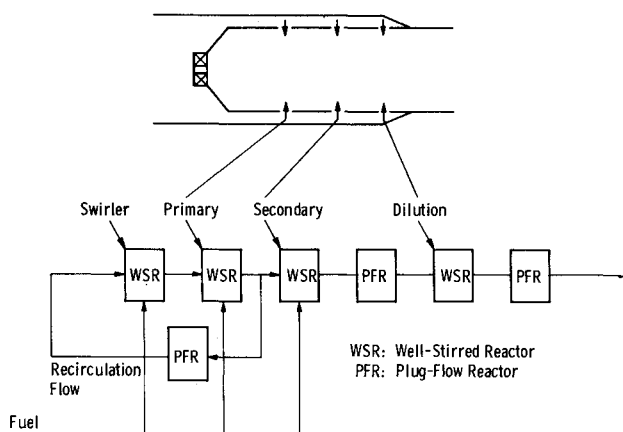 Swirler Primary Secondary Dilution
WSR WSR WSR PFR WSR PFR
PFR
WSR: Well-Stirred Reactor
PFR: Plug-Flow Reactor
Recirculation
Flow
Fuel